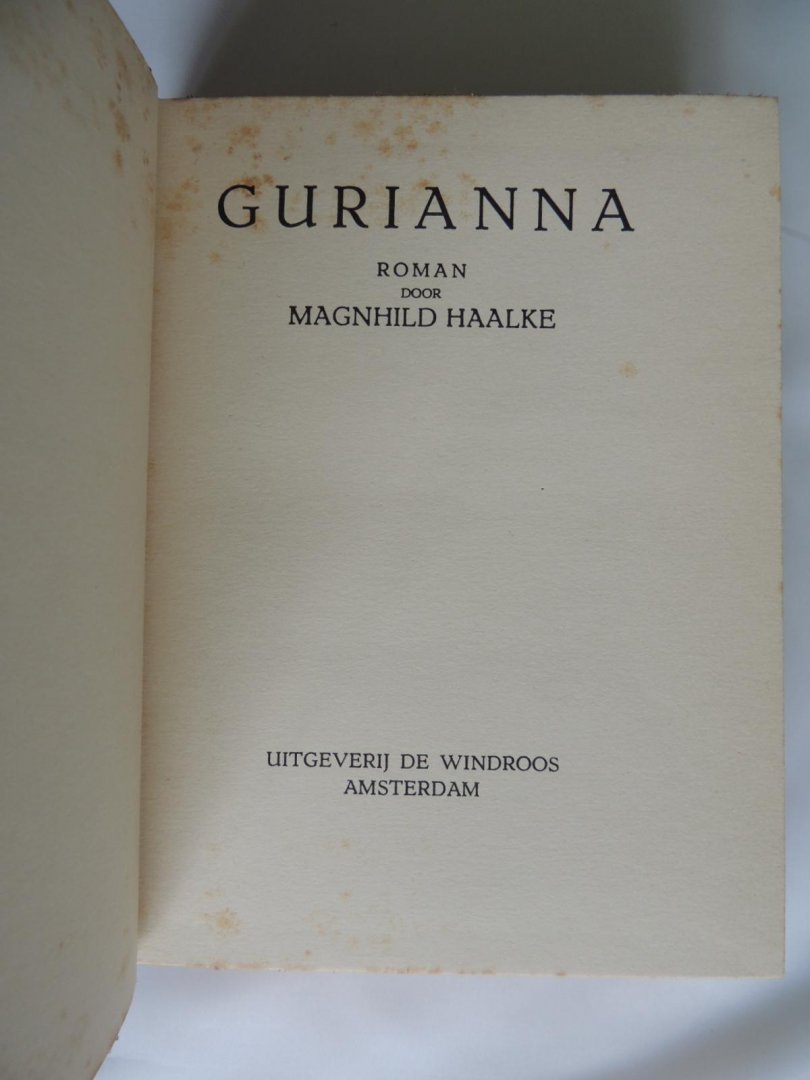 GURIANNA
ROMAN
DOOR
MAGNHILD HAALKE
UITGEVERIJ DE WINDROOS
AMSTERDAM